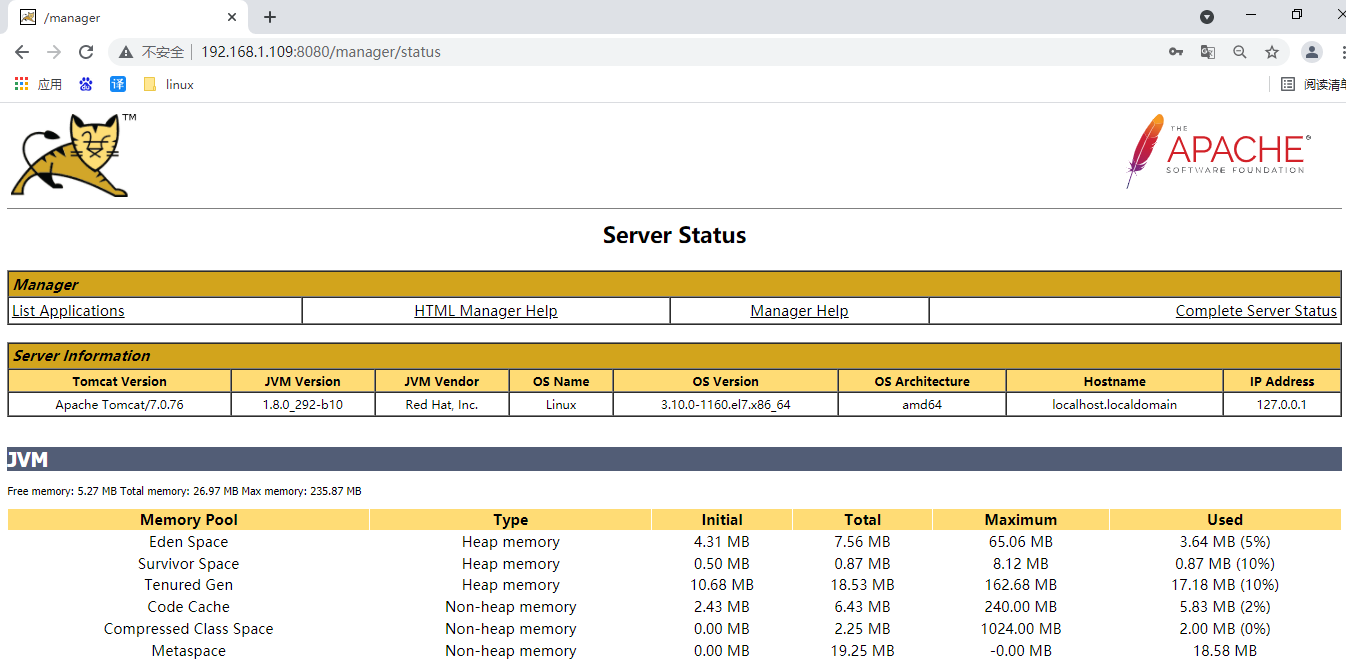 /manager
不安全 192.168.1.109:8080/manager/status
应用 译 linux 阅读清单
TM
THE
APACHE®
SOFTWARE FOUNDATION
Server Status
Manager
List Applications HTML Manager Help Manager Help Complete Server Status
Server Information
Tomcat Version JVM Version JVM Vendor OS Name OS Version OS Architecture Hostname IP Address
Apache Tomcat/7.0.76 1.8.0_292-b10 Red Hat, Inc. Linux 3.10.0-1160.el7.x86_64 amd64 localhost.localdomain 127.0.0.1
JVM
Free memory: 5.27 MB Total memory: 26.97 MB Max memory: 235.87 MB
Memory Pool Type Initial Total Maximum Used
Eden Space Heap memory 4.31 MB 7.56 MB 65.06 MB 3.64 MB (5%)
Survivor Space Heap memory 0.50 MB 0.87 MB 8.12 MB 0.87 MB (10%)
Tenured Gen Heap memory 10.68 MB 18.53 MB 162.68 MB 17.18 MB (10%)
Code Cache Non-heap memory 2.43 MB 6.43 MB 240.00 MB 5.83 MB (2%)
Compressed Class Space Non-heap memory 0.00 MB 2.25 MB 1024.00 MB 2.00 MB (0%)
Metaspace Non-heap memory 0.00 MB 19.25 MB -0.00 MB 18.58 MB